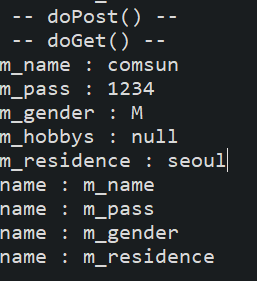 -- doPost() --
-- doGet() --
m_name : comsun
m_pass : 1234
m_gender : M
m_hobbys : null
m_residence : seoul
name : m_name
name : m_pass
name : m_gender
name : m_residence